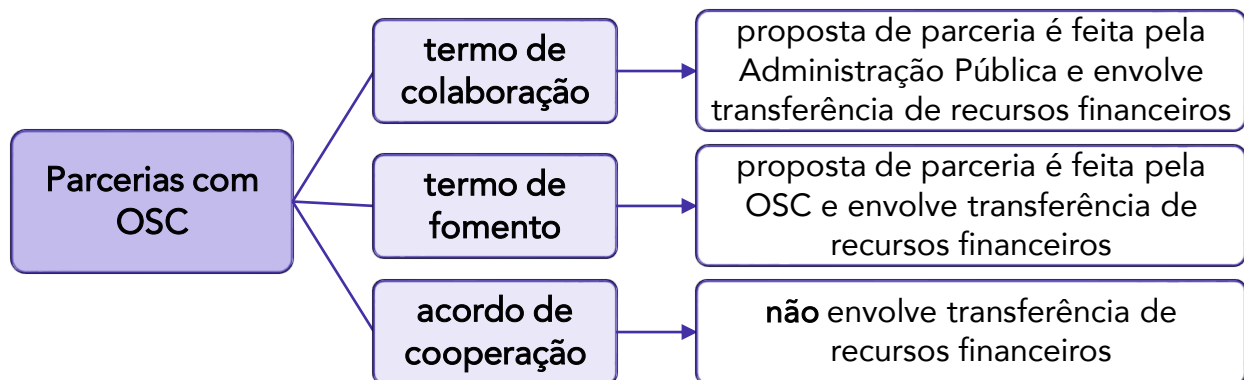 Parcerias com
OSC
termo de
colaboração
proposta de parceria é feita pela
Administração Pública e envolve
transferência de recursos financeiros
termo de
fomento
proposta de parceria é feita pela
OSC e envolve transferência de
recursos financeiros
acordo de
cooperação
não envolve transferência de
recursos financeiros